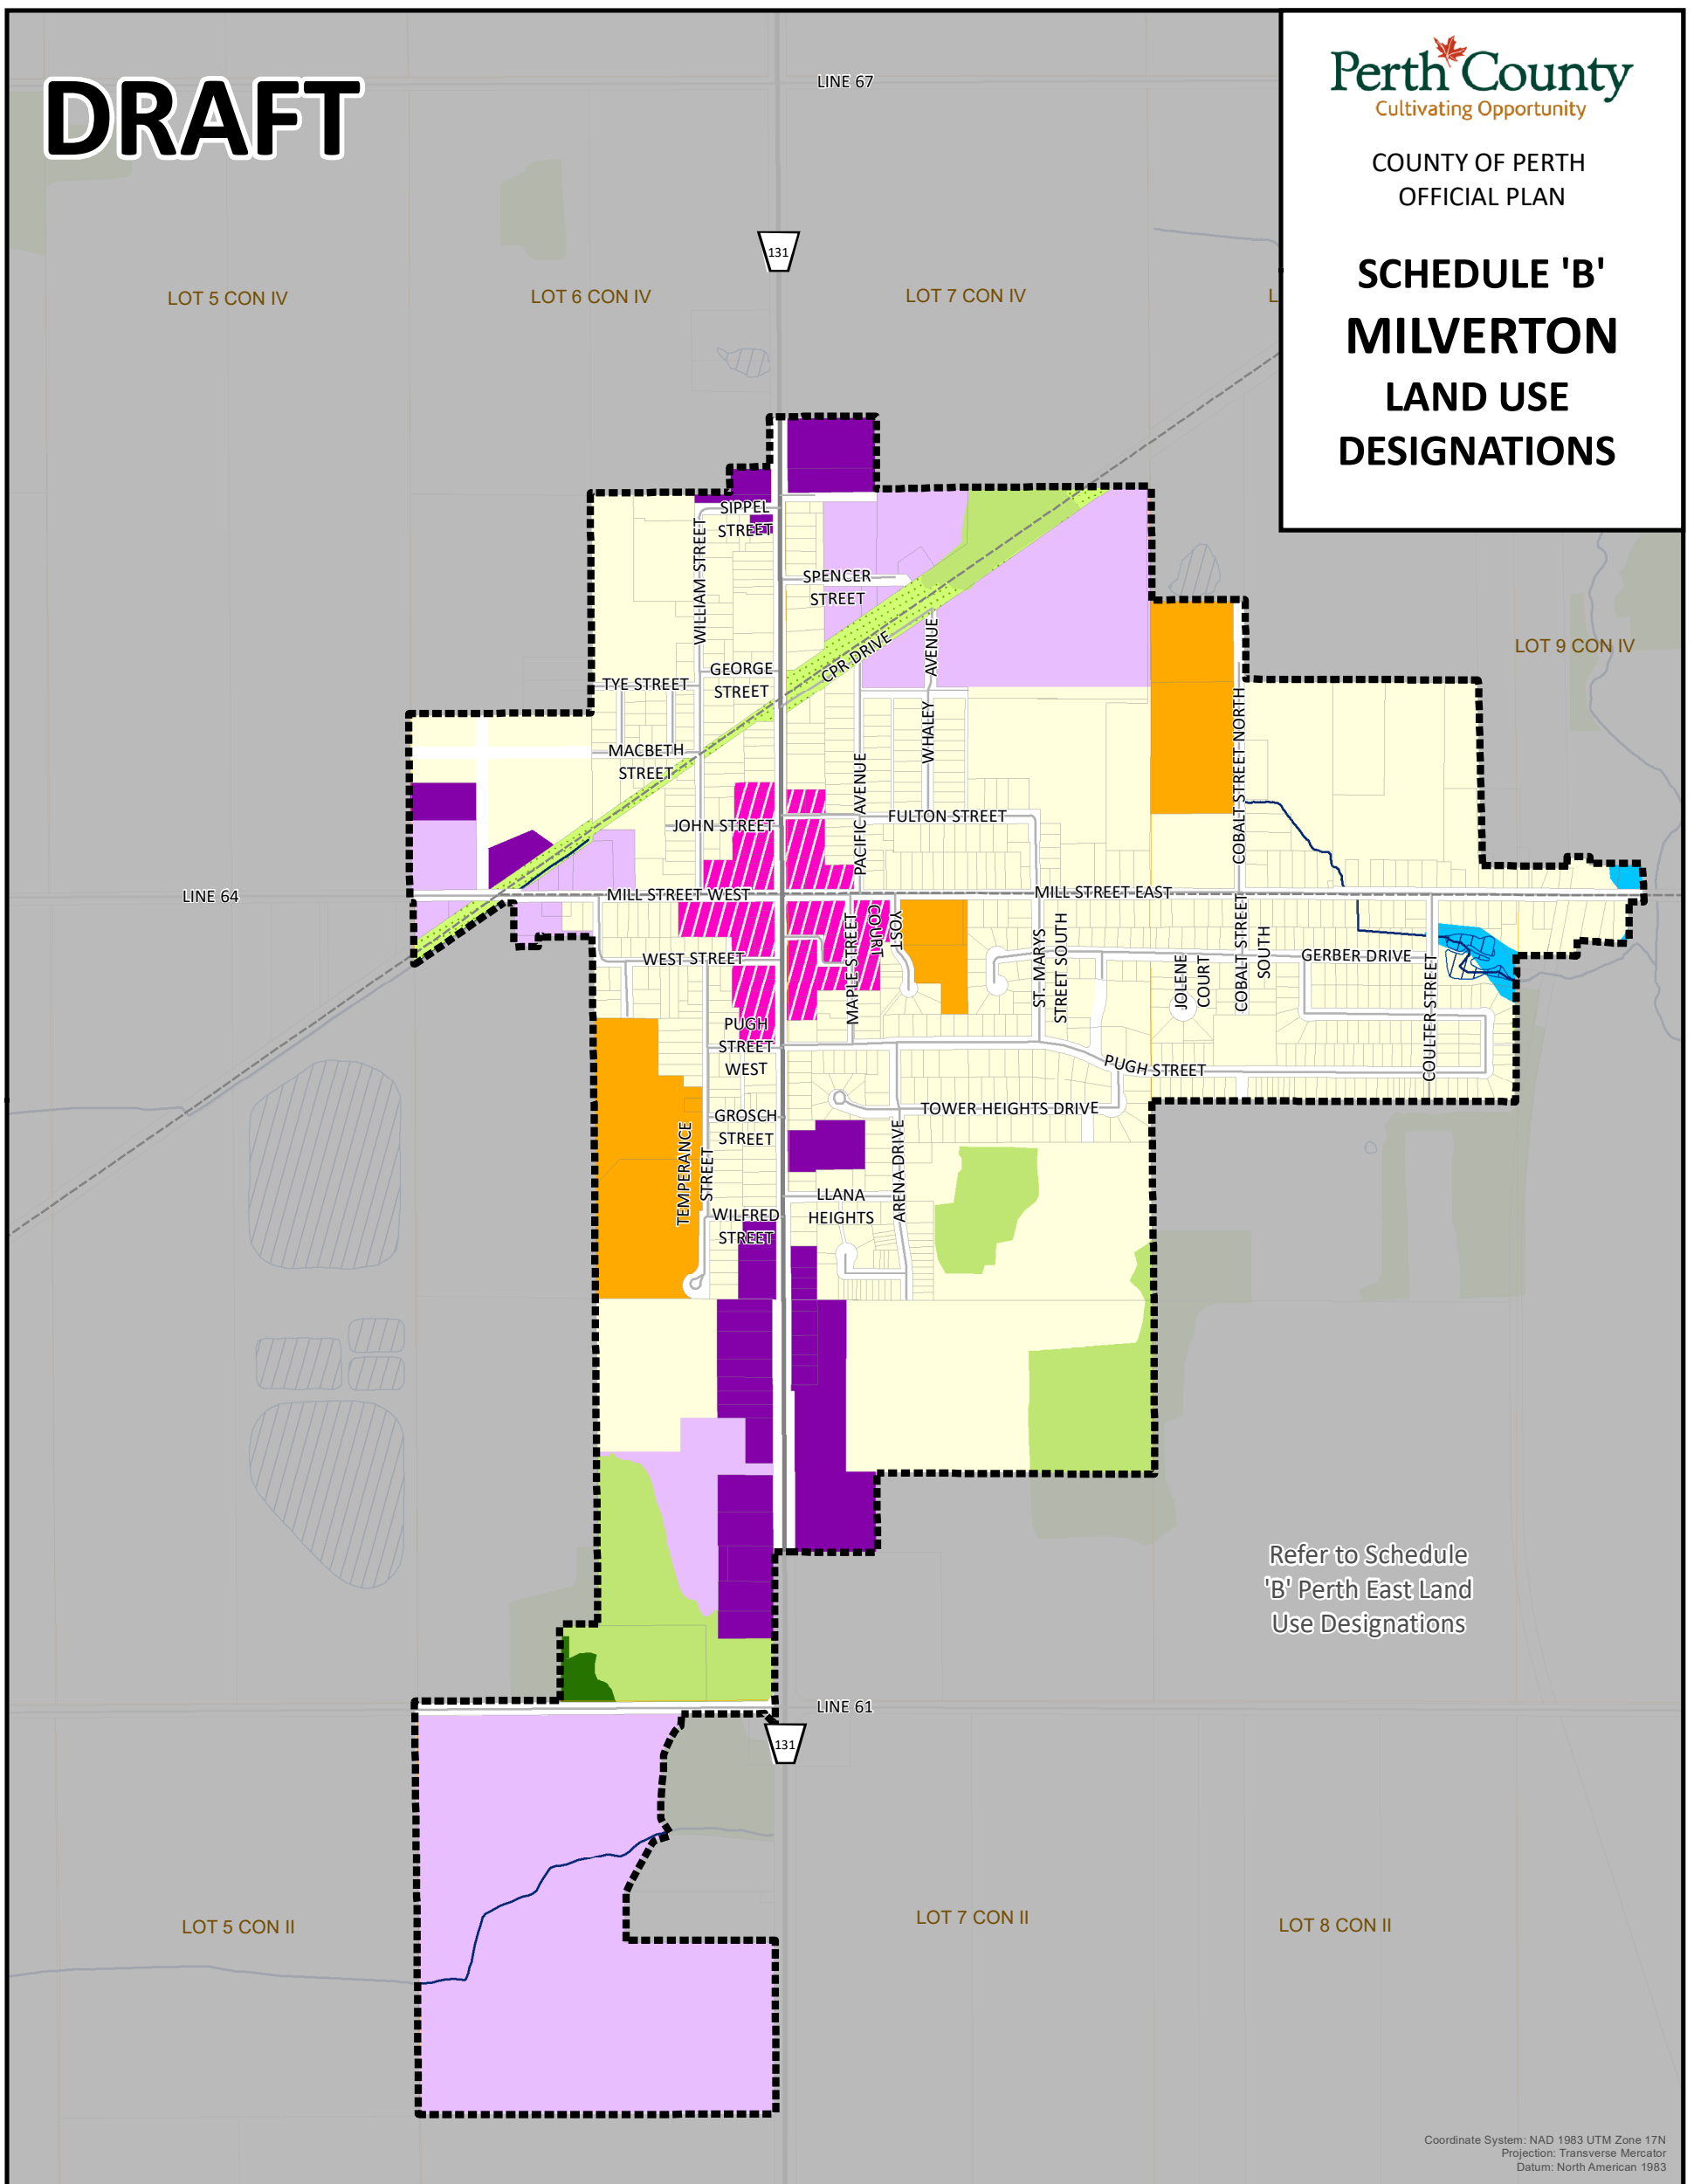 DRAFT
LINE 67
Perth County
Cultivating Opportunity
COUNTY OF PERTH
OFFICIAL PLAN
SCHEDULE 'B'
MILVERTON
LAND USE
DESIGNATIONS
131
LOT 5 CON IV
LOT 6 CON IV
LOT 7 CON IV
L
SIPPEL
STREET
WILLIAM STREET
SPENCER
STREET
CPR DRIVE
AVENUE
WHALEY
LOT 9 CON IV
GEORGE
STREET
TYE STREET
MACBETH
STREET
PACIFIC AVENUE
COBALT STREET NORTH
JOHN STREET
FULTON STREET
LINE 64
MILL STREET WEST
MILL STREET EAST
WEST STREET
MAPLE STREET
COURT
YOST
ST. MARYS
STREET SOUTH
JOLENE
COURT
COBALT STREET
SOUTH
GERBER DRIVE
COULTER STREET
PUGH
STREET
WEST
PUGH STREET
TOWER HEIGHTS DRIVE
GROSCH
STREET
TEMPERANCE
STREET
ARENA DRIVE
LLANA
HEIGHTS
WILFRED
STREET
Refer to Schedule
'B' Perth East Land
Use Designations
LINE 61
131
LOT 5 CON II
LOT 7 CON II
LOT 8 CON II
Coordinate System: NAD 1983 UTM Zone 17N
Projection: Transverse Mercator
Datum: North American 1983